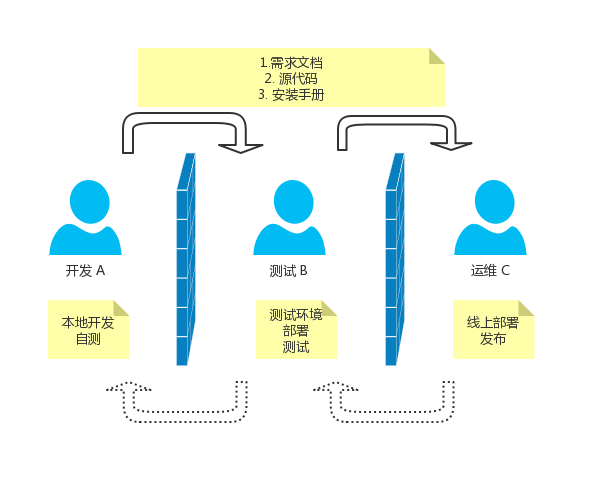 1.需求文档
2. 源代码
3. 安装手册
开发 A
测试 B
运维 C
本地开发
自测
测试环境
部署
测试
线上部署
发布